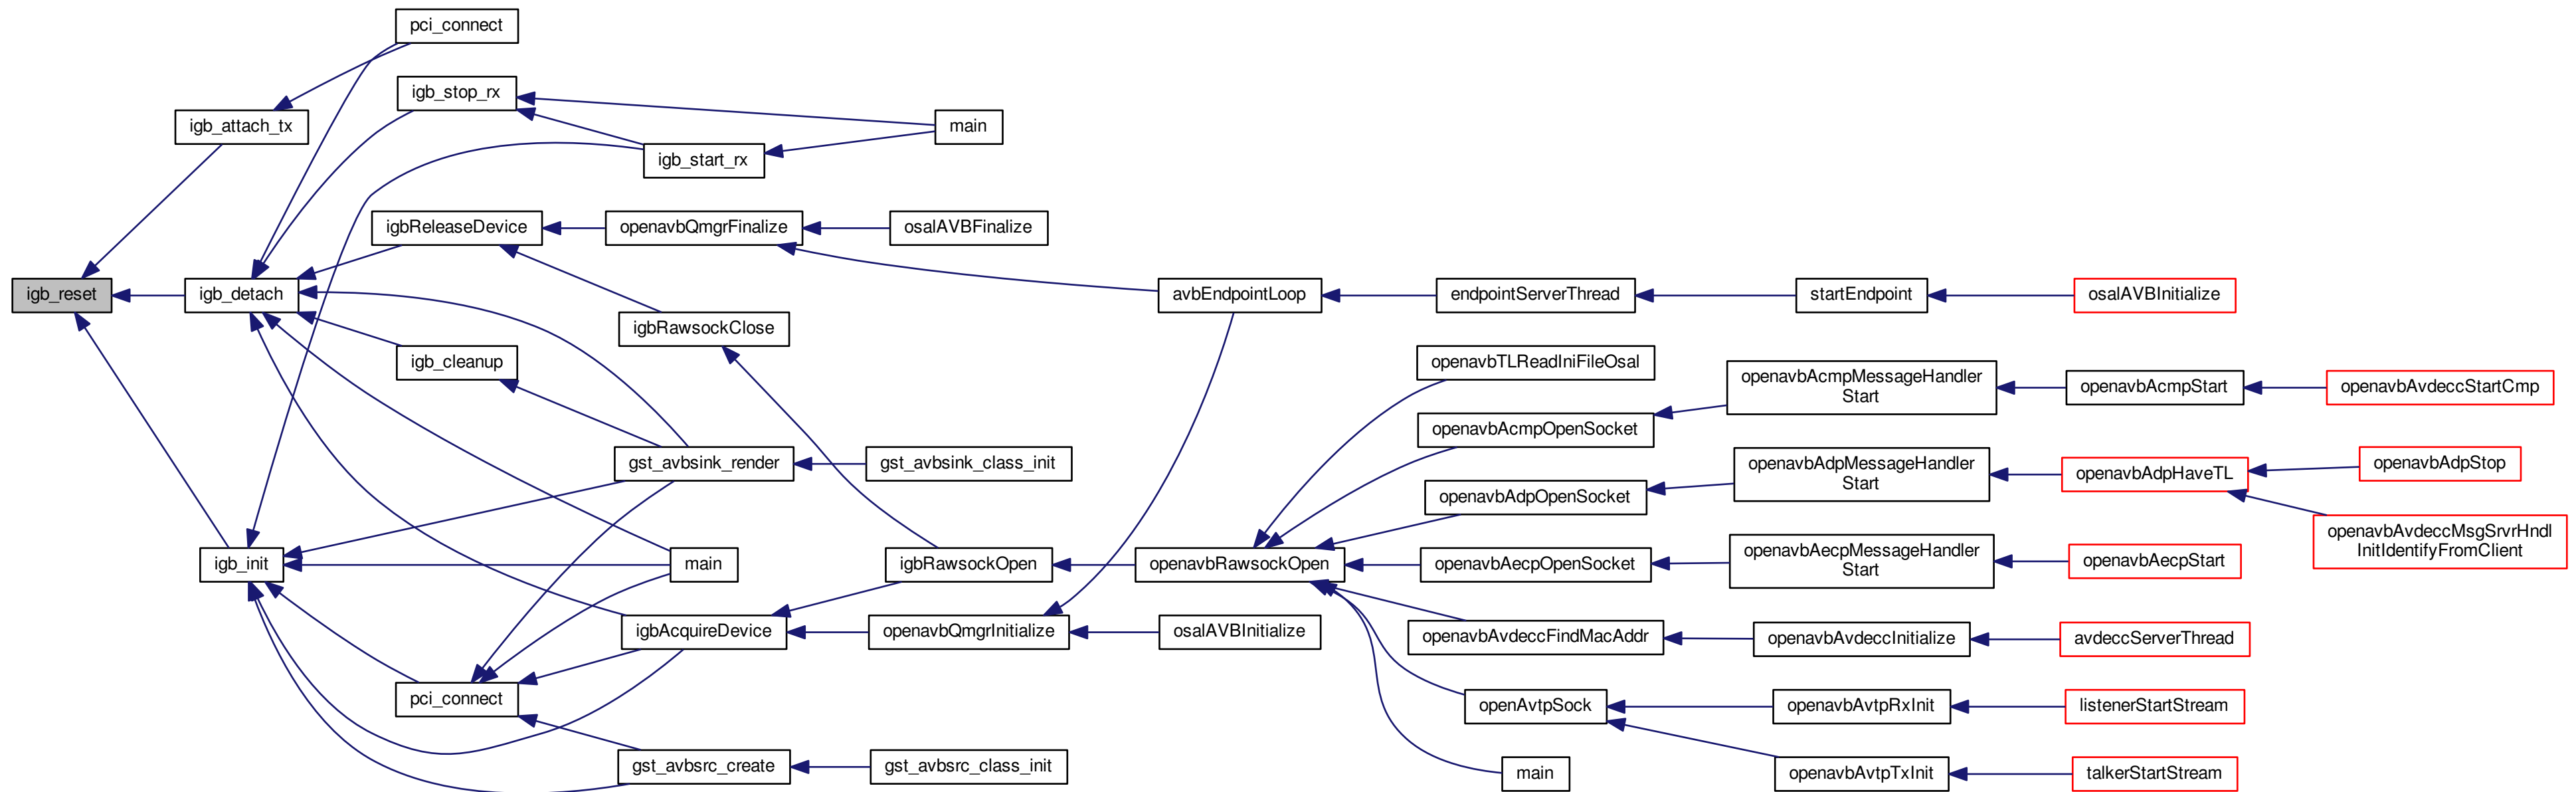 pci_connect
igb_stop_rx
igb_attach_tx
main
igb_start_rx
igbReleaseDevice
openavbQmgrFinalize
osalAVBFinalize
igb_reset
igb_detach
avbEndpointLoop
endpointServerThread
startEndpoint
osalAVBInitialize
igbRawsockClose
igb_cleanup
openavbTLReadIniFileOsal
openavbAcmpMessageHandler
Start
openavbAcmpStart
openavbAvdeccStartCmp
openavbAcmpOpenSocket
gst_avbsink_render
gst_avbsink_class_init
openavbAdpMessageHandler
Start
openavbAdpHaveTL
openavbAdpStop
openavbAdpOpenSocket
openavbAvdeccMsgSrvrHndl
InitIdentifyFromClient
igb_init
main
igbRawsockOpen
openavbRawsockOpen
openavbAecpOpenSocket
openavbAecpMessageHandler
Start
openavbAecpStart
igbAcquireDevice
openavbQmgrInitialize
osalAVBInitialize
openavbAvdeccFindMacAddr
openavbAvdeccInitialize
avdeccServerThread
pci_connect
openAvtpSock
openavbAvtpRxInit
listenerStartStream
gst_avbsrc_create
gst_avbsrc_class_init
main
openavbAvtpTxInit
talkerStartStream